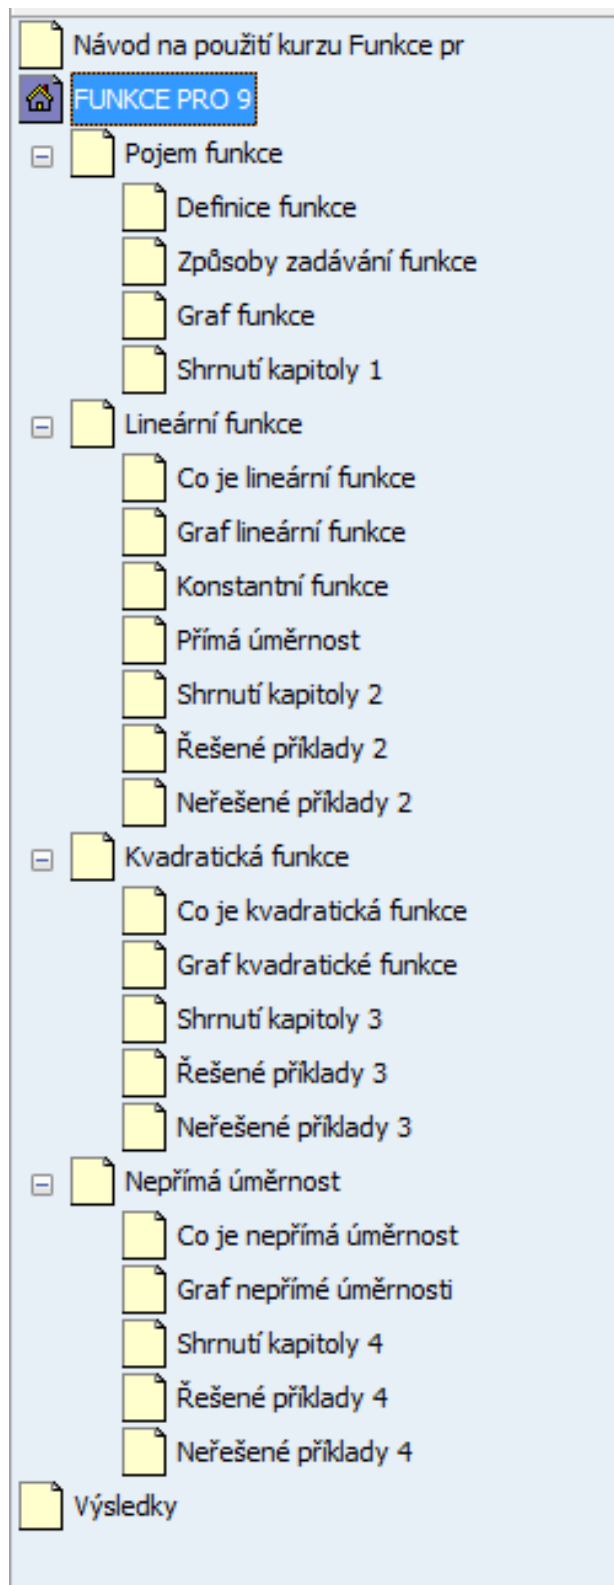 Návod na použití kurzu Funkce pr
FUNKCE PRO 9
Pojem funkce
Definice funkce
Způsoby zadávání funkce
Graf funkce
Shrnutí kapitoly 1
Lineární funkce
Co je lineární funkce
Graf lineární funkce
Konstantní funkce
Přímá úměrnost
Shrnutí kapitoly 2
Řešené příklady 2
Neřešené příklady 2
Kvadratická funkce
Co je kvadratická funkce
Graf kvadratické funkce
Shrnutí kapitoly 3
Řešené příklady 3
Neřešené příklady 3
Nepřímá úměrnost
Co je nepřímá úměrnost
Graf nepřímé úměrnosti
Shrnutí kapitoly 4
Řešené příklady 4
Neřešené příklady 4
Výsledky